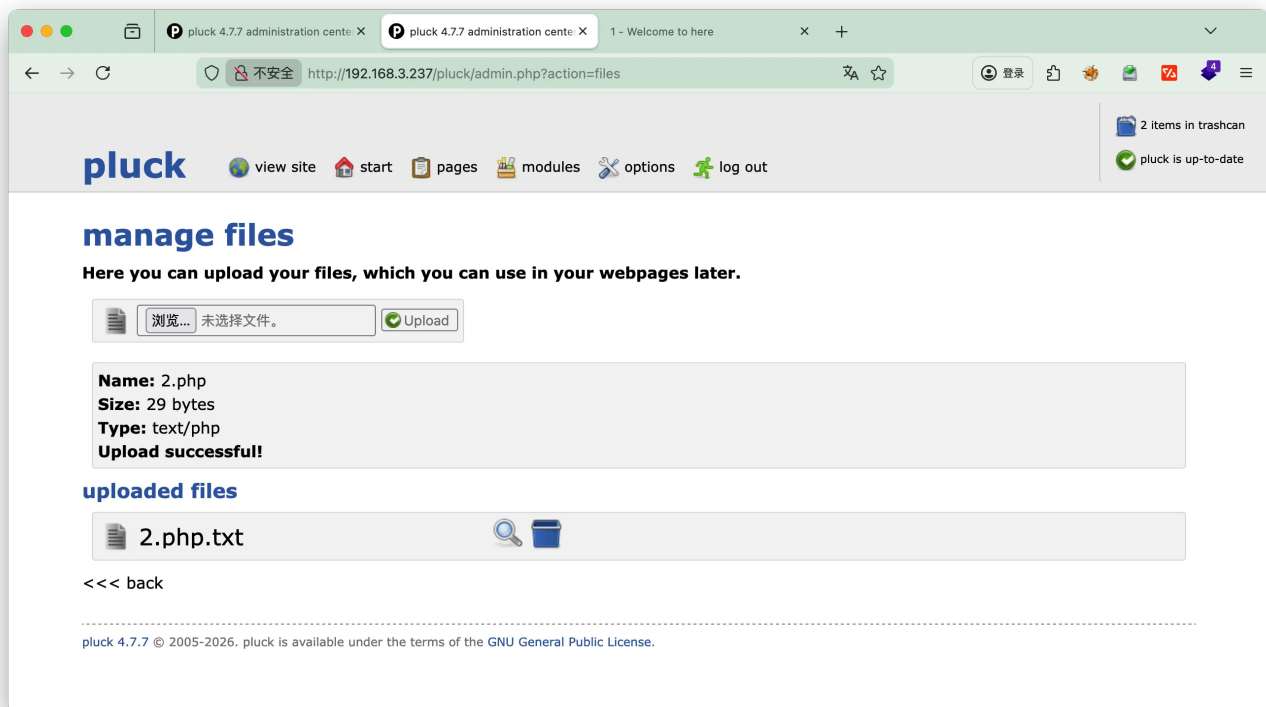 pluck 4.7.7 administration cente
pluck 4.7.7 administration cente
1 - Welcome to here
不安全
http://192.168.3.237/pluck/admin.php?action=files
登录
4
2 items in trashcan
pluck is up-to-date
pluck
view site
start
pages
modules
options
log out
manage files
Here you can upload your files, which you can use in your webpages later.
浏览... 未选择文件。
Upload
Name: 2.php
Size: 29 bytes
Type: text/php
Upload successful!
uploaded files
2.php.txt
<<< back
pluck 4.7.7 © 2005-2026. pluck is available under the terms of the GNU General Public License.